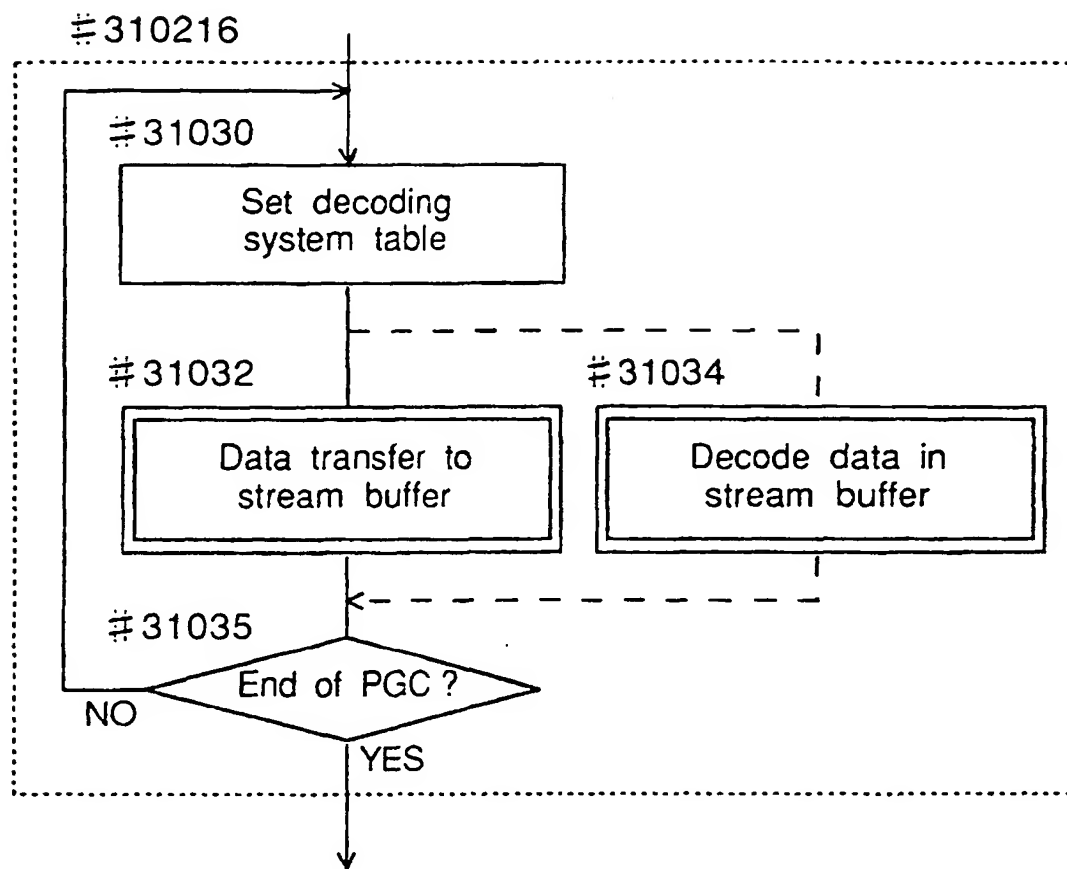 #310216
#31030
Set decoding
system table
#31032
#31034
Data transfer to
stream buffer
Decode data in
stream buffer
#31035
End of PGC?
NO
YES